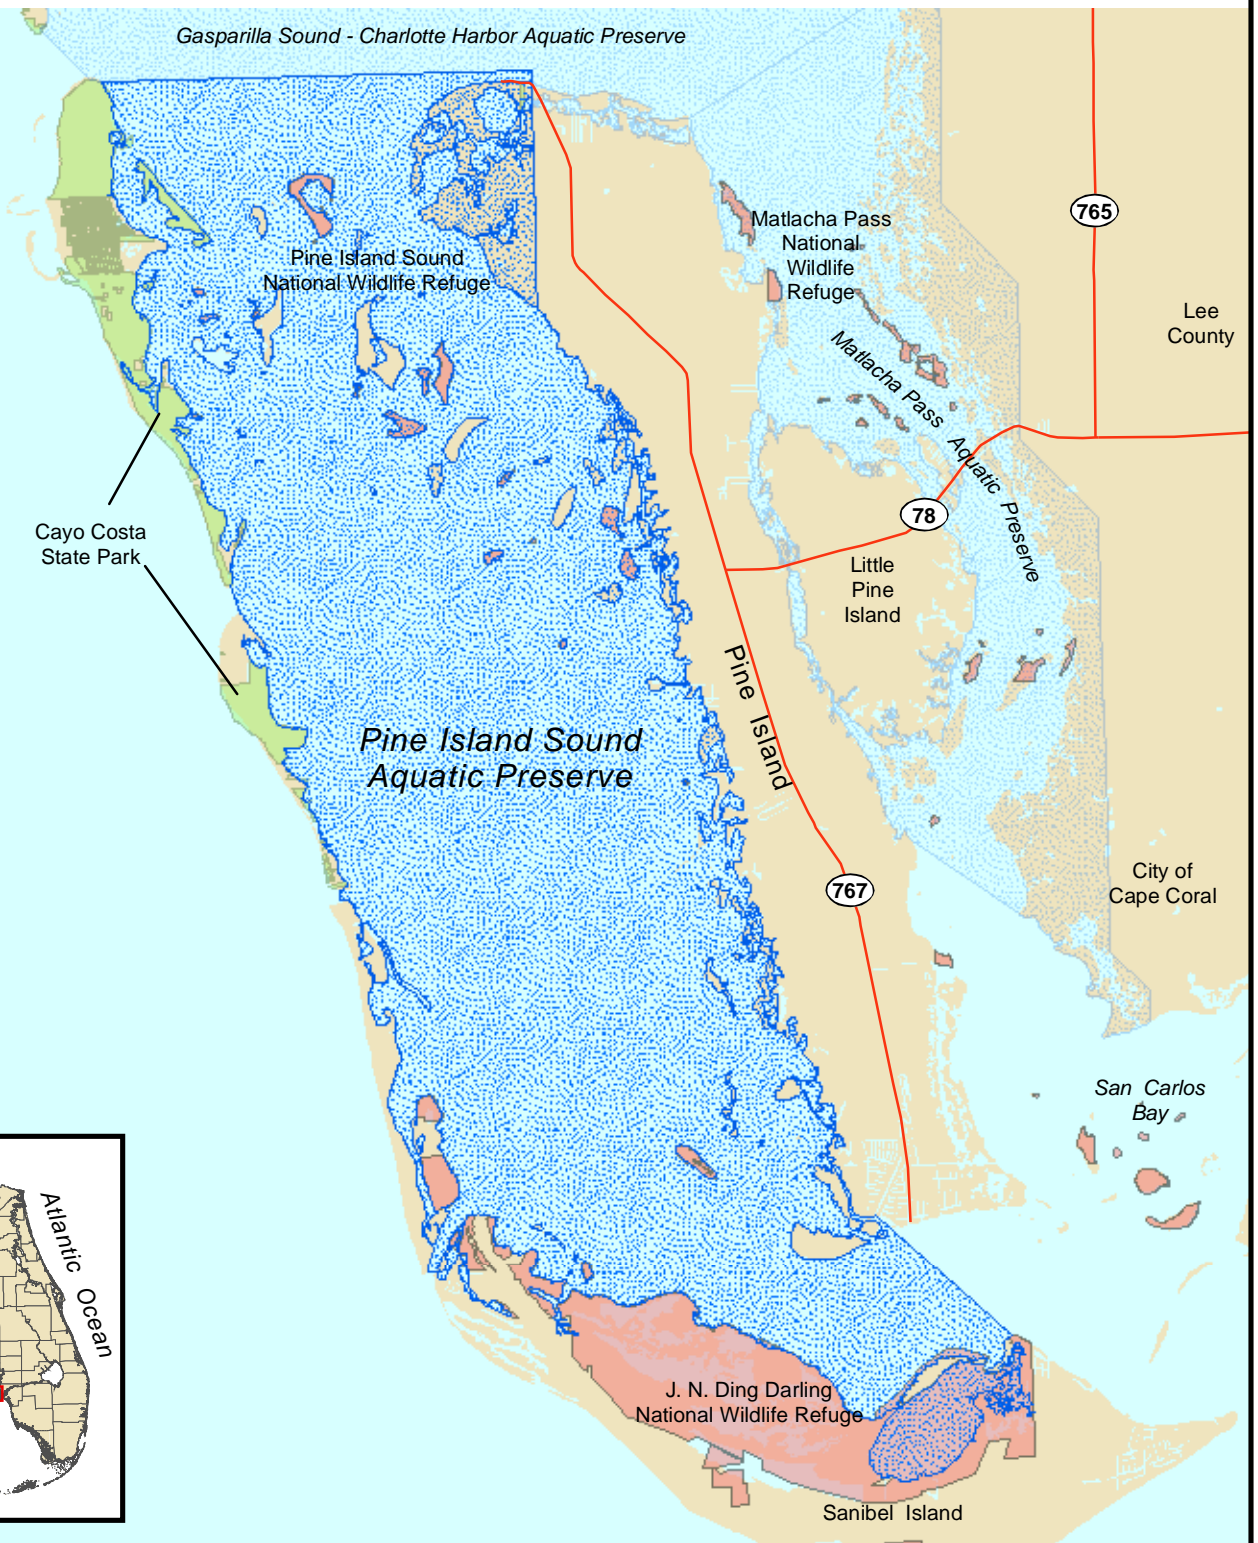 Gasparilla Sound - Charlotte Harbor Aquatic Preserve
765
Matlacha Pass
National
Wildlife
Refuge
Pine Island Sound
National Wildlife Refuge
Lee
County
Matlacha Pass Aquatic Preserve
78
Cayo Costa
State Park
Little
Pine
Island
Pine Island
Pine Island Sound
Aquatic Preserve
767
City of
Cape Coral
San Carlos
Bay
Atlantic Ocean
J. N. Ding Darling
National Wildlife Refuge
Sanibel Island